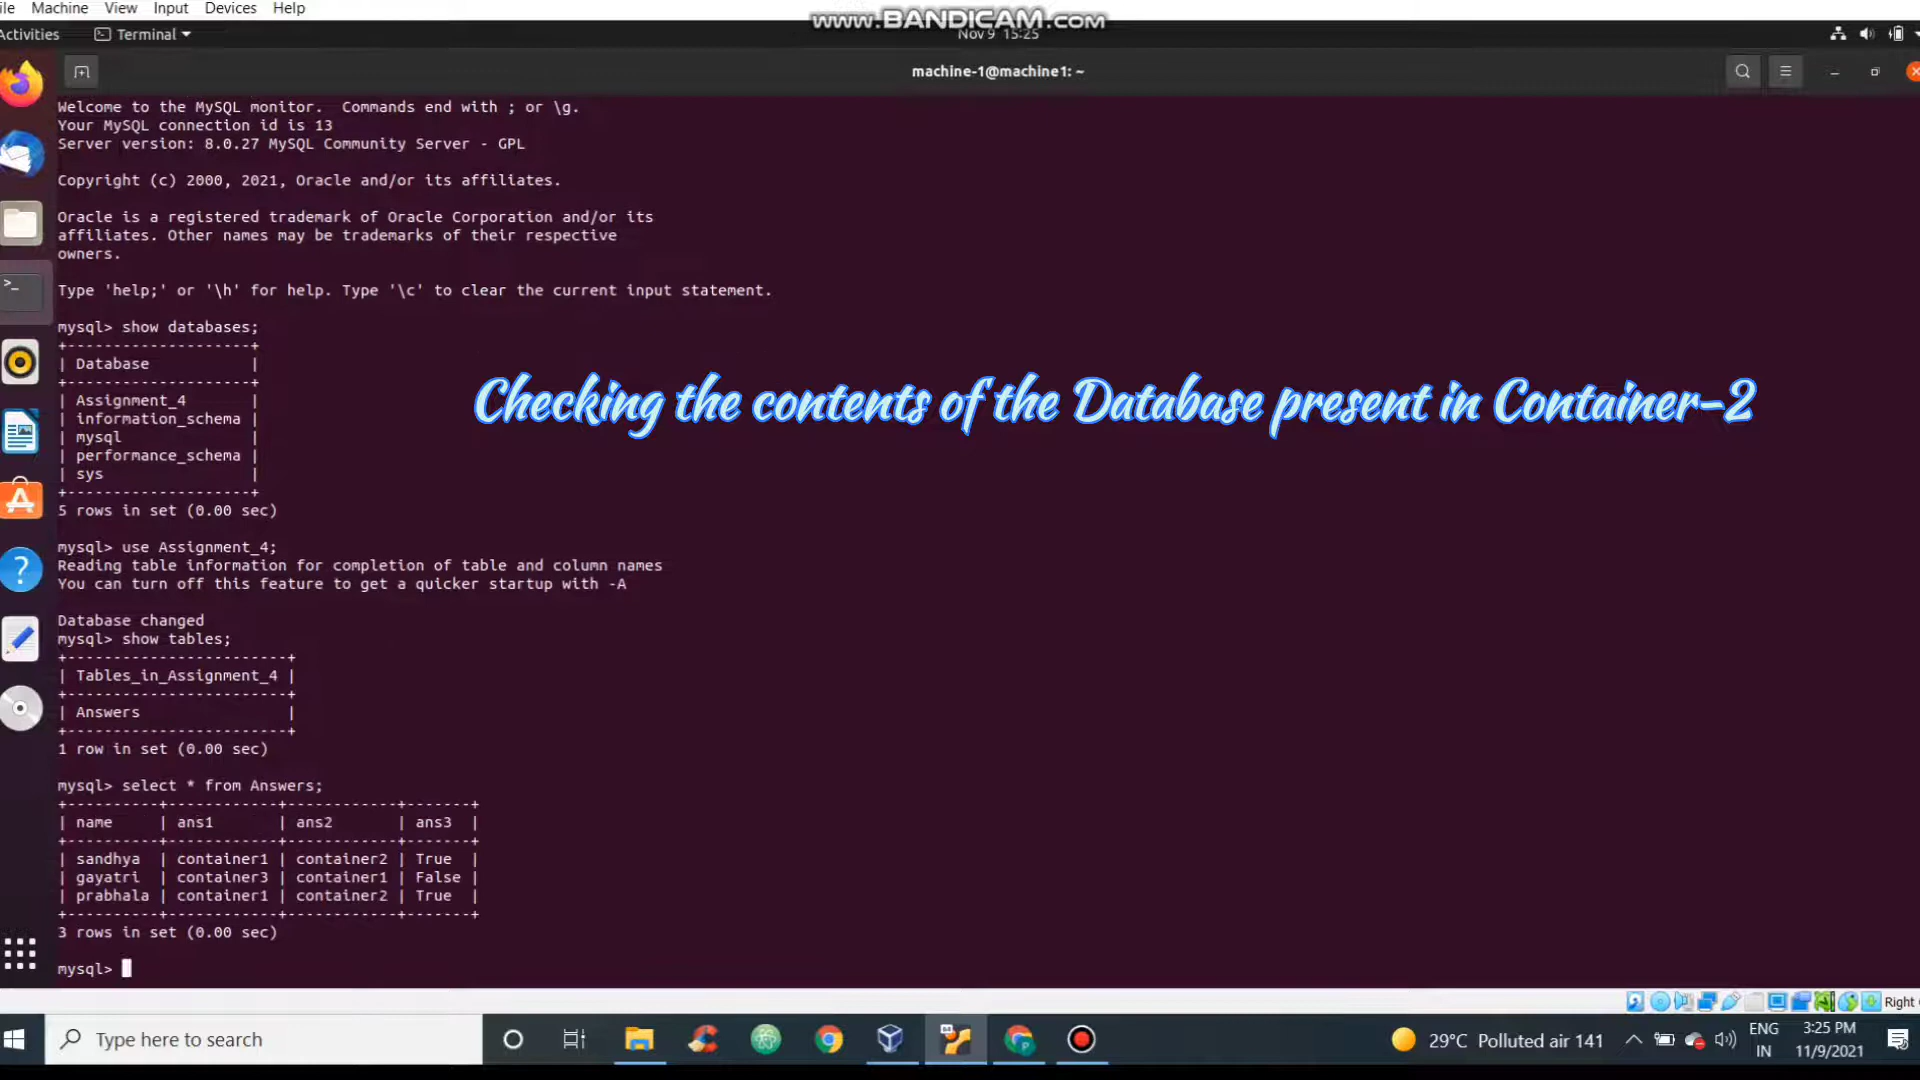 ile Machine View Input Devices Help
www.BANDICAM.com
Activities Terminal Nov 9 15:25
machine-1@machine1: ~
Welcome to the MySQL monitor.  Commands end with ; or \g.
Your MySQL connection id is 13
Server version: 8.0.27 MySQL Community Server - GPL
Copyright (c) 2000, 2021, Oracle and/or its affiliates.
Oracle is a registered trademark of Oracle Corporation and/or its
affiliates. Other names may be trademarks of their respective
owners.
Type 'help;' or '\h' for help. Type '\c' to clear the current input statement.
mysql> show databases;
+--------------------+
| Database           |
+--------------------+
| Assignment_4       |
| information_schema |
| mysql              |
| performance_schema |
| sys                |
+--------------------+
5 rows in set (0.00 sec)
Checking the contents of the Database present in Container-2
mysql> use Assignment_4;
Reading table information for completion of table and column names
You can turn off this feature to get a quicker startup with -A
Database changed
mysql> show tables;
+------------------------+
| Tables_in_Assignment_4 |
+------------------------+
| Answers                |
+------------------------+
1 row in set (0.00 sec)
mysql> select * from Answers;
+----------+------------+------------+-------+
| name     | ans1       | ans2       | ans3  |
+----------+------------+------------+-------+
| sandhya  | container1 | container2 | True  |
| gayatri  | container3 | container1 | False |
| prabhala | container1 | container2 | True  |
+----------+------------+------------+-------+
3 rows in set (0.00 sec)
mysql>
Right
Type here to search
29°C Polluted air 141
ENG
IN
3:25 PM
11/9/2021